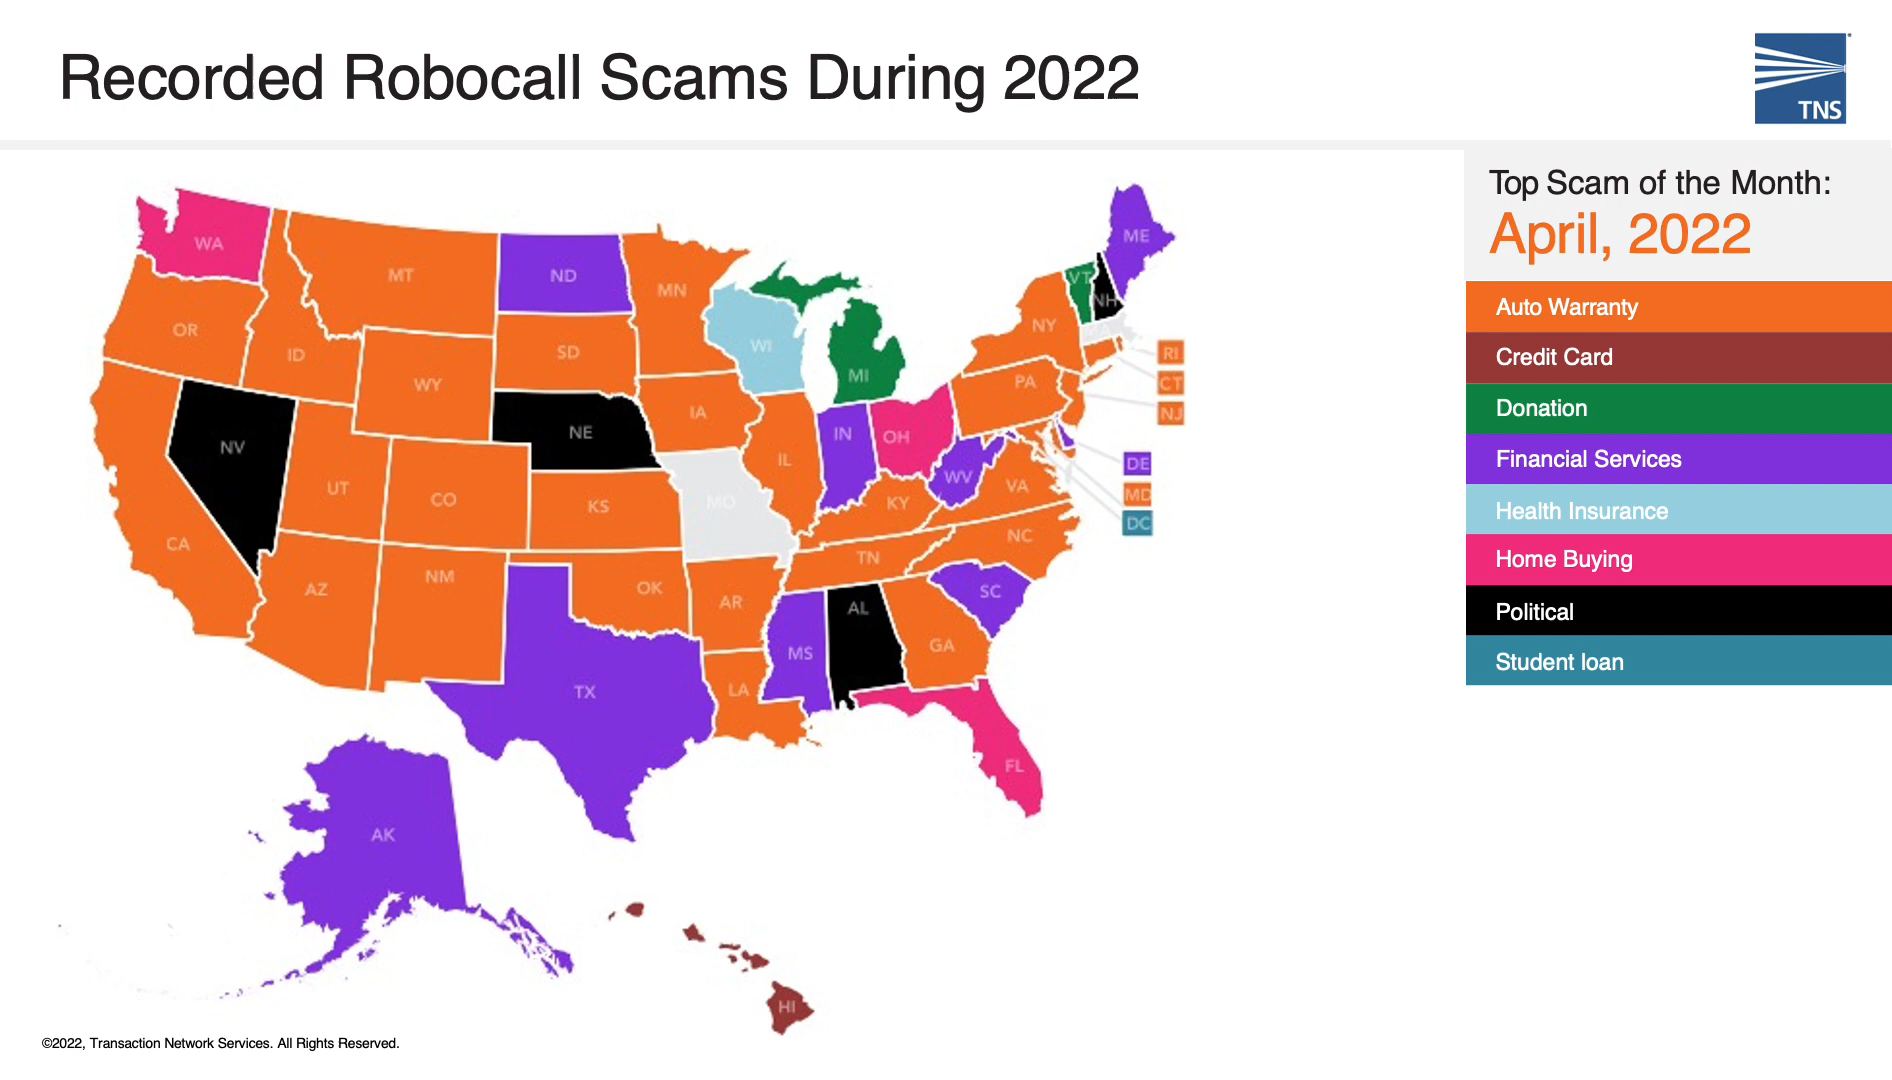 Recorded Robocall Scams During 2022
TNS
Top Scam of the Month:
April, 2022
Auto Warranty
Credit Card
Donation
Financial Services
Health Insurance
Home Buying
Political
Student loan
WA
MT
ND
MN
ME
VT
NH
OR
ID
WY
SD
WI
MI
NY
MA
RI
CT
NJ
PA
IA
NE
NV
UT
CO
KS
MO
IL
IN
OH
WV
VA
DE
MD
DC
KY
CA
AZ
NM
OK
AR
TN
NC
SC
MS
AL
GA
LA
TX
FL
AK
HI
©2022, Transaction Network Services. All Rights Reserved.